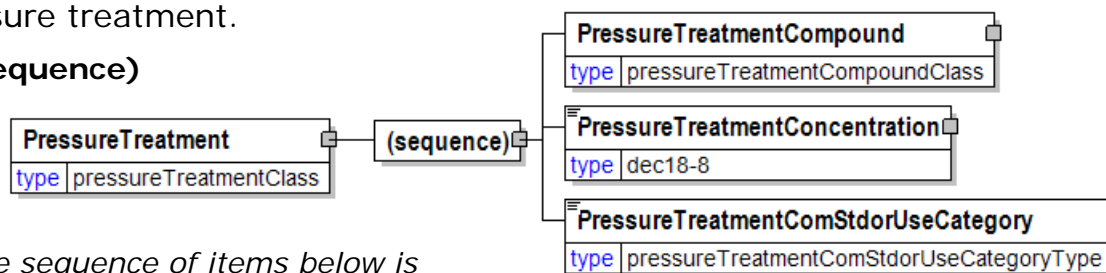 sure treatment.
equence)
PressureTreatment
type pressureTreatmentClass
(sequence)
PressureTreatmentCompound
type pressureTreatmentCompoundClass
PressureTreatmentConcentration
type dec18-8
PressureTreatmentComStdorUseCategory
type pressureTreatmentComStdorUseCategoryType
e sequence of items below is